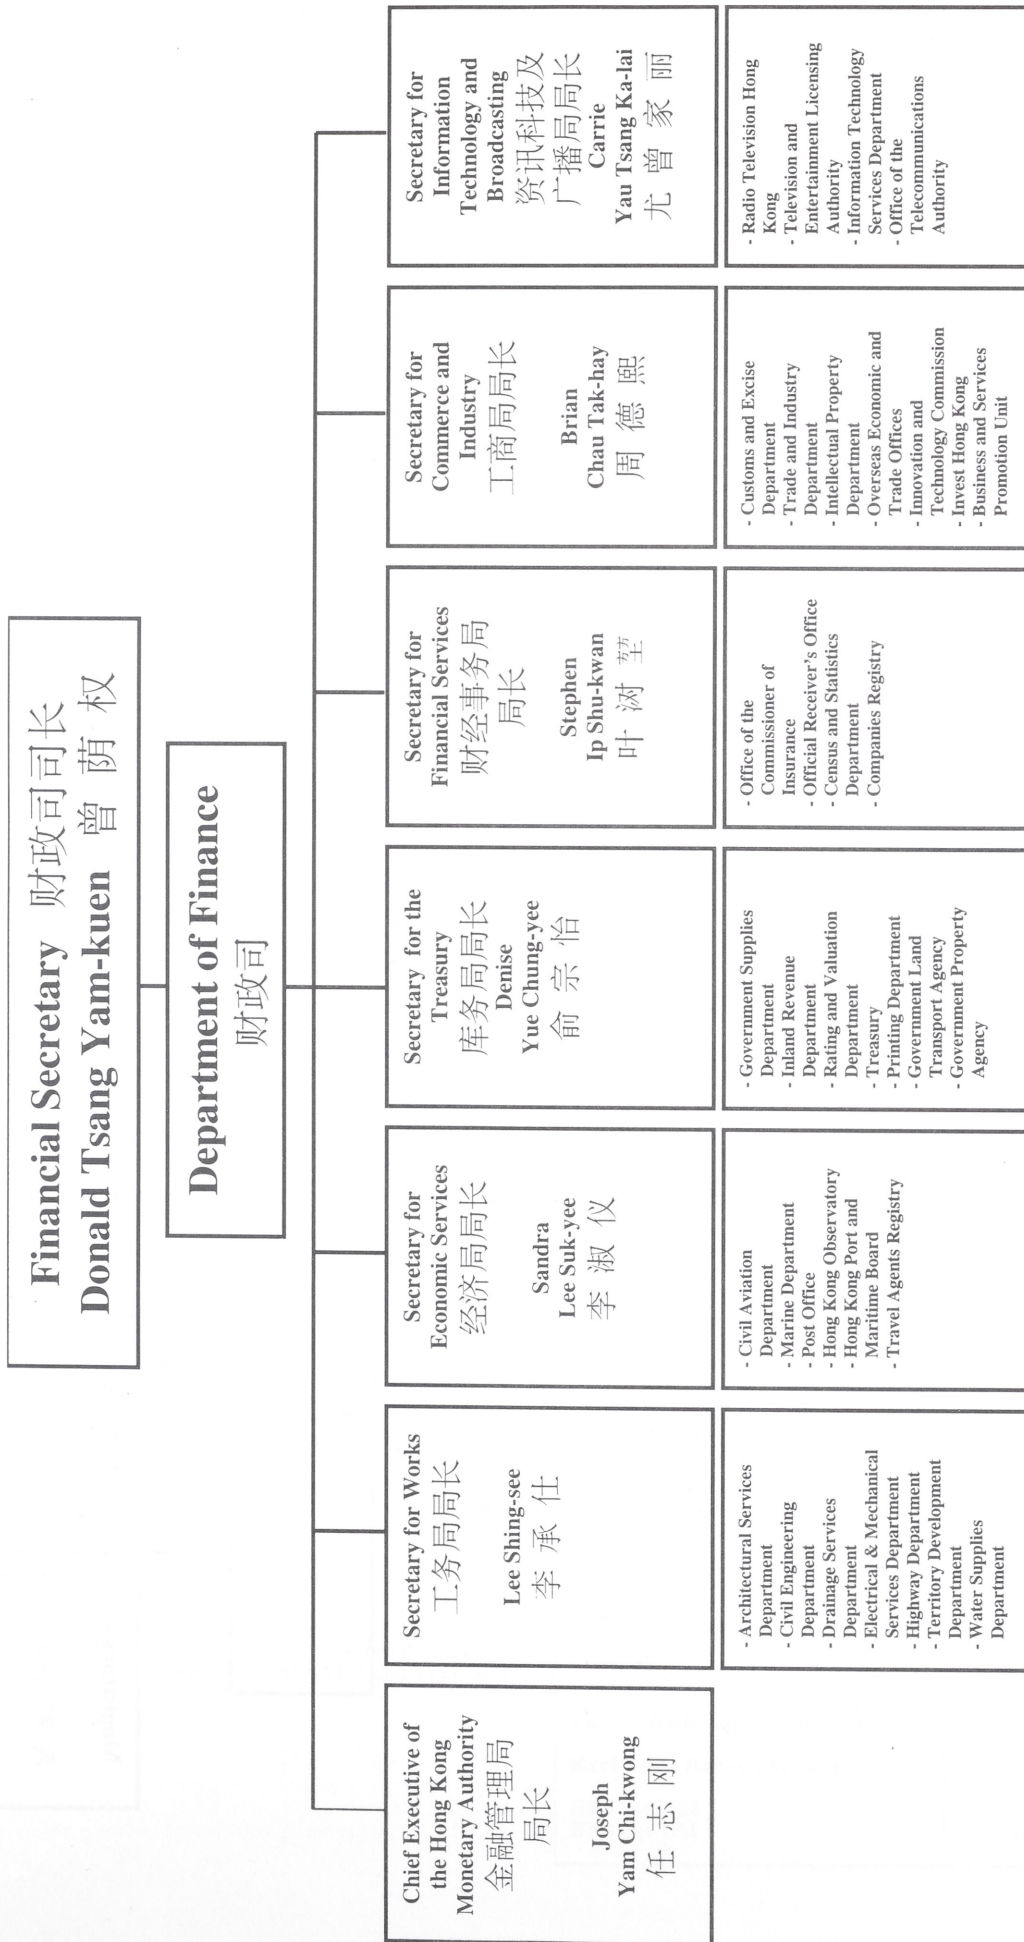 Financial Secretary 财政司司长
Donald Tsang Yam-kuen 曾 荫 权
Department of Finance
财政司
Chief Executive of
the Hong Kong
Monetary Authority
金融管理局
局长
Joseph
Yam Chi-kwong
任 志 刚
Secretary for Works
工务局局长
Lee Shing-see
李 承 仕
- Architectural Services
Department
- Civil Engineering
Department
- Drainage Services
Department
- Electrical & Mechanical
Services Department
- Highway Department
- Territory Development
Department
- Water Supplies
Department
Secretary for
Economic Services
经济局局长
Sandra
Lee Suk-yee
李 淑 仪
- Civil Aviation
Department
- Marine Department
- Post Office
- Hong Kong Observatory
- Hong Kong Port and
Maritime Board
- Travel Agents Registry
Secretary for the
Treasury
库务局局长
Denise
Yue Chung-yee
俞 宗 怡
- Government Supplies
Department
- Inland Revenue
Department
- Rating and Valuation
Department
- Treasury
- Printing Department
- Government Land
Transport Agency
- Government Property
Agency
Secretary for
Financial Services
财经事务局
局长
Stephen
Ip Shu-kwan
叶 澍 堃
- Office of the
Commissioner of
Insurance
- Official Receiver's Office
- Census and Statistics
Department
- Companies Registry
Secretary for
Commerce and
Industry
工商局局长
Brian
Chau Tak-hay
周 德 熙
- Customs and Excise
Department
- Trade and Industry
Department
- Intellectual Property
Department
- Overseas Economic and
Trade Offices
- Innovation and
Technology Commission
- Invest Hong Kong
- Business and Services
Promotion Unit
Secretary for
Information
Technology and
Broadcasting
资讯科技及
广播局局长
Carrie
Yau Tsang Ka-lai
尤 曾 家 丽
- Radio Television Hong
Kong
- Television and
Entertainment Licensing
Authority
- Information Technology
Services Department
- Office of the
Telecommunications
Authority